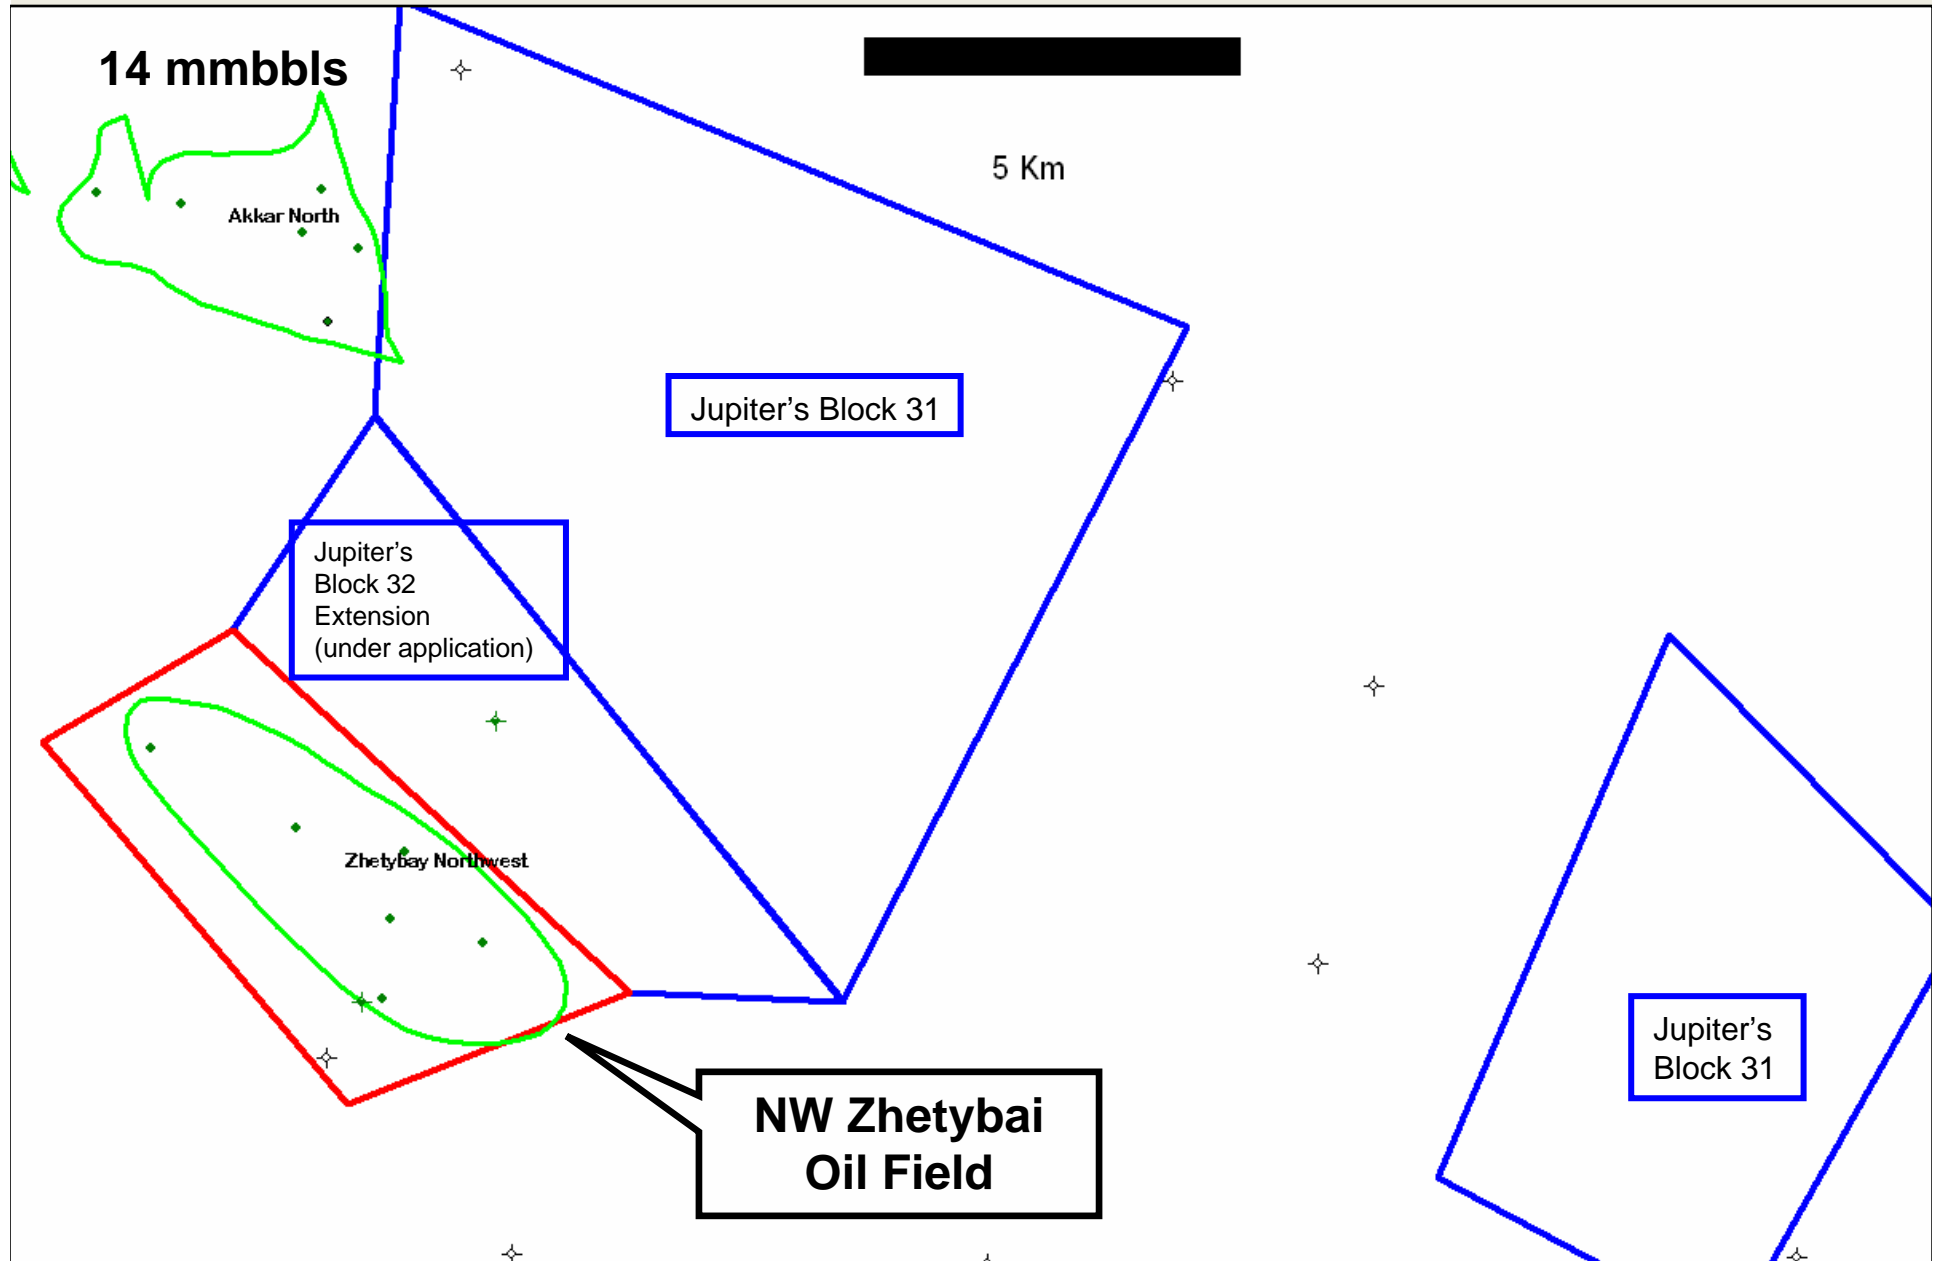 14 mmbbls
5 Km
Akkar North
Jupiter’s Block 31
Jupiter’s
Block 32
Extension
(under application)
Zhetybay Northwest
Jupiter’s
Block 31
NW Zhetybai
Oil Field